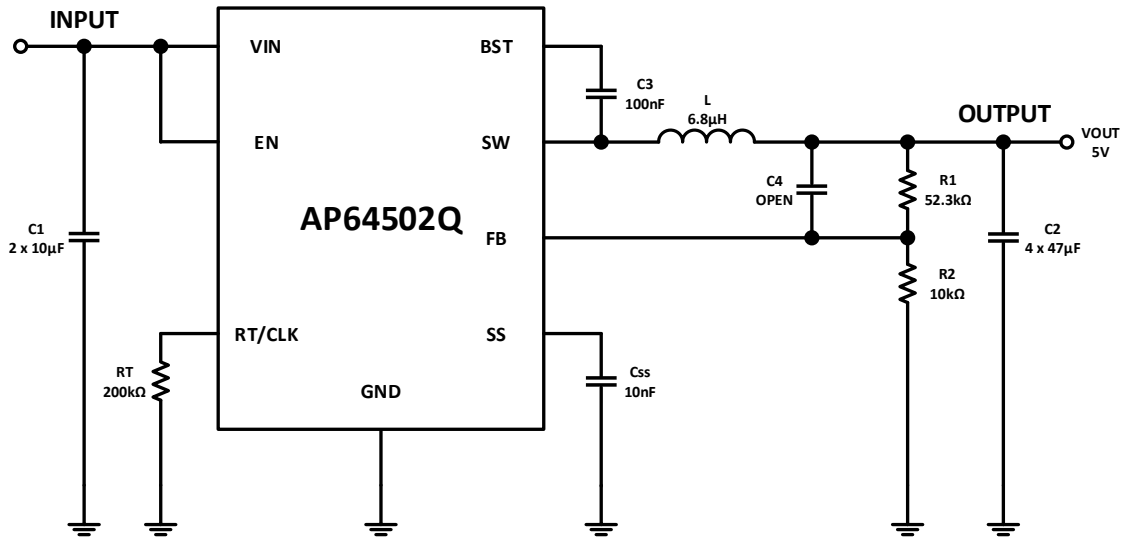 INPUT
VIN
BST
C3
100nF
L
6.8µH
OUTPUT
VOUT
5V
EN
SW
C4
OPEN
R1
52.3kΩ
AP64502Q
FB
C1
2 x 10µF
C2
4 x 47µF
R2
10kΩ
RT/CLK
SS
RT
200kΩ
GND
Css
10nF